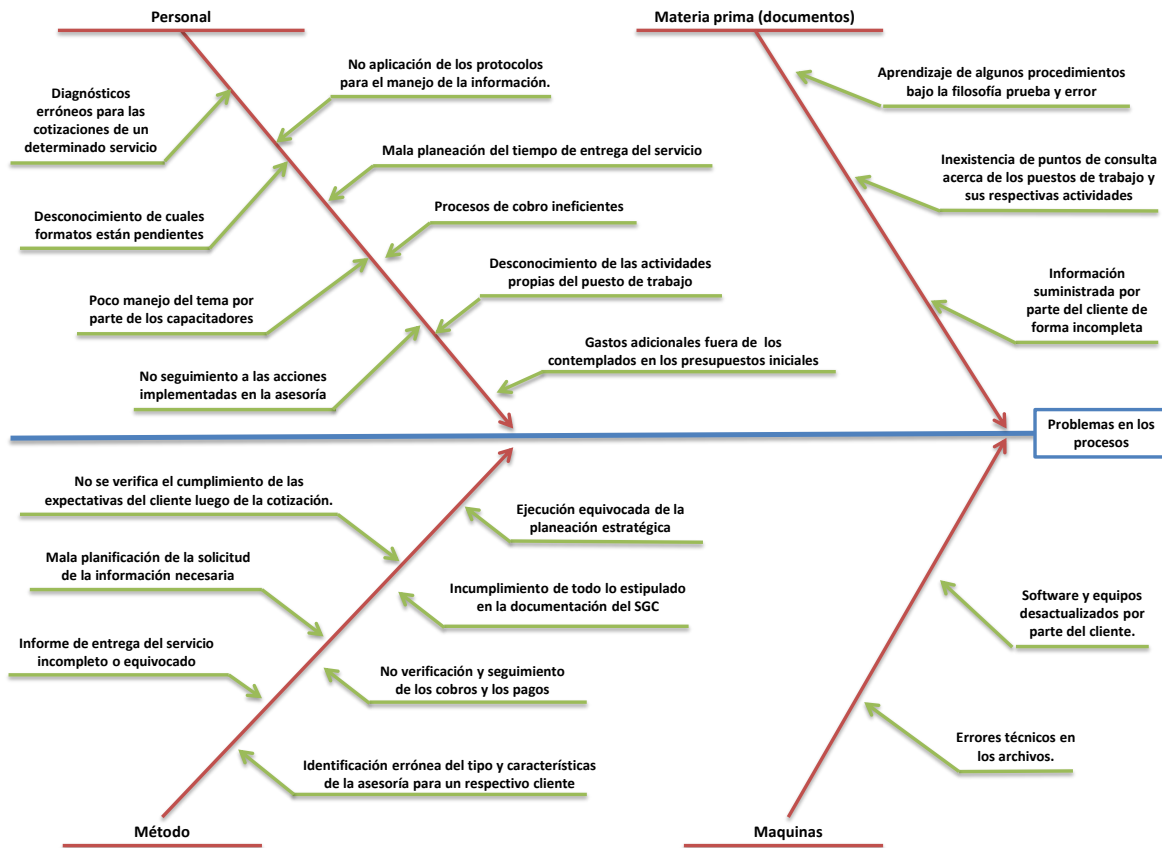 Personal
Materia prima (documentos)
Diagnósticos
erróneos para las
cotizaciones de un
determinado servicio
No aplicación de los protocolos
para el manejo de la información.
Mala planeación del tiempo de entrega del servicio
Desconocimiento de cuales
formatos están pendientes
Procesos de cobro ineficientes
Desconocimiento de las actividades
propias del puesto de trabajo
Poco manejo del tema por
parte de los capacitadores
Gastos adicionales fuera de los
contemplados en los presupuestos iniciales
No seguimiento a las acciones
implementadas en la asesoría
Aprendizaje de algunos procedimientos
bajo la filosofía prueba y error
Inexistencia de puntos de consulta
acerca de los puestos de trabajo y
sus respectivas actividades
Información
suministrada por
parte del cliente de
forma incompleta
Problemas en los
procesos
No se verifica el cumplimiento de las
expectativas del cliente luego de la cotización.
Ejecución equivocada de la
planeación estratégica
Mala planificación de la solicitud
de la información necesaria
Incumplimiento de todo lo estipulado
en la documentación del SGC
Informe de entrega del servicio
incompleto o equivocado
No verificación y seguimiento
de los cobros y los pagos
Identificación errónea del tipo y características
de la asesoría para un respectivo cliente
Software y equipos
desactualizados por
parte del cliente.
Errores técnicos en
los archivos.
Método
Maquinas